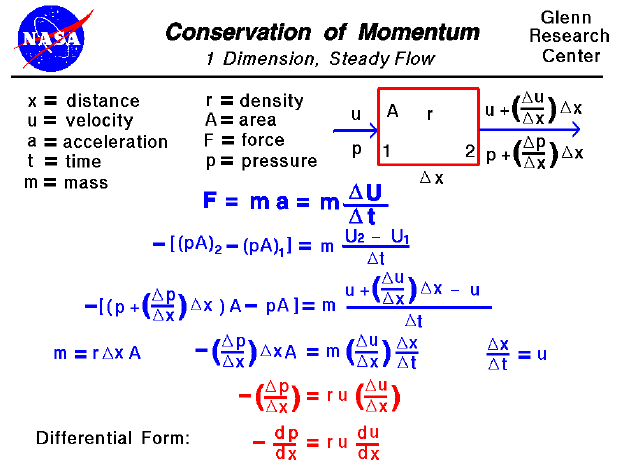 NASA
Conservation of Momentum
1 Dimension, Steady Flow
Glenn
Research
Center
x = distance
u = velocity
a = acceleration
t = time
m = mass
r = density
A = area
F = force
p = pressure
u
p
A r
1 2
Δx
u + (Δu/Δx) Δx
p + (Δp/Δx) Δx
F = m a = m ΔU/Δt
– [(pA)₂ – (pA)₁] = m (U₂ – U₁)/Δt
–[(p + (Δp/Δx) Δx ) A – pA] = m (u + (Δu/Δx) Δx – u)/Δt
m = r Δx A – (Δp/Δx) Δx A = m (Δu/Δx) Δx/Δt Δx/Δt = u
– (Δp/Δx) = r u (Δu/Δx)
Differential Form: – dp/dx = r u du/dx